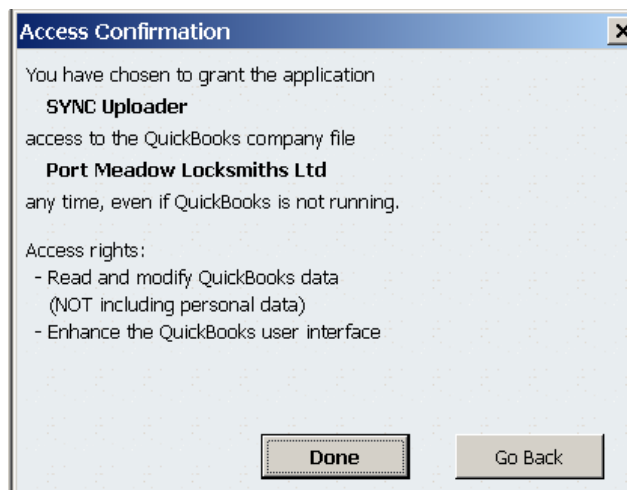 Access Confirmation
You have chosen to grant the application
SYNC Uploader
access to the QuickBooks company file
Port Meadow Locksmiths Ltd
any time, even if QuickBooks is not running.
Access rights:
- Read and modify QuickBooks data
(NOT including personal data)
- Enhance the QuickBooks user interface
Done
Go Back